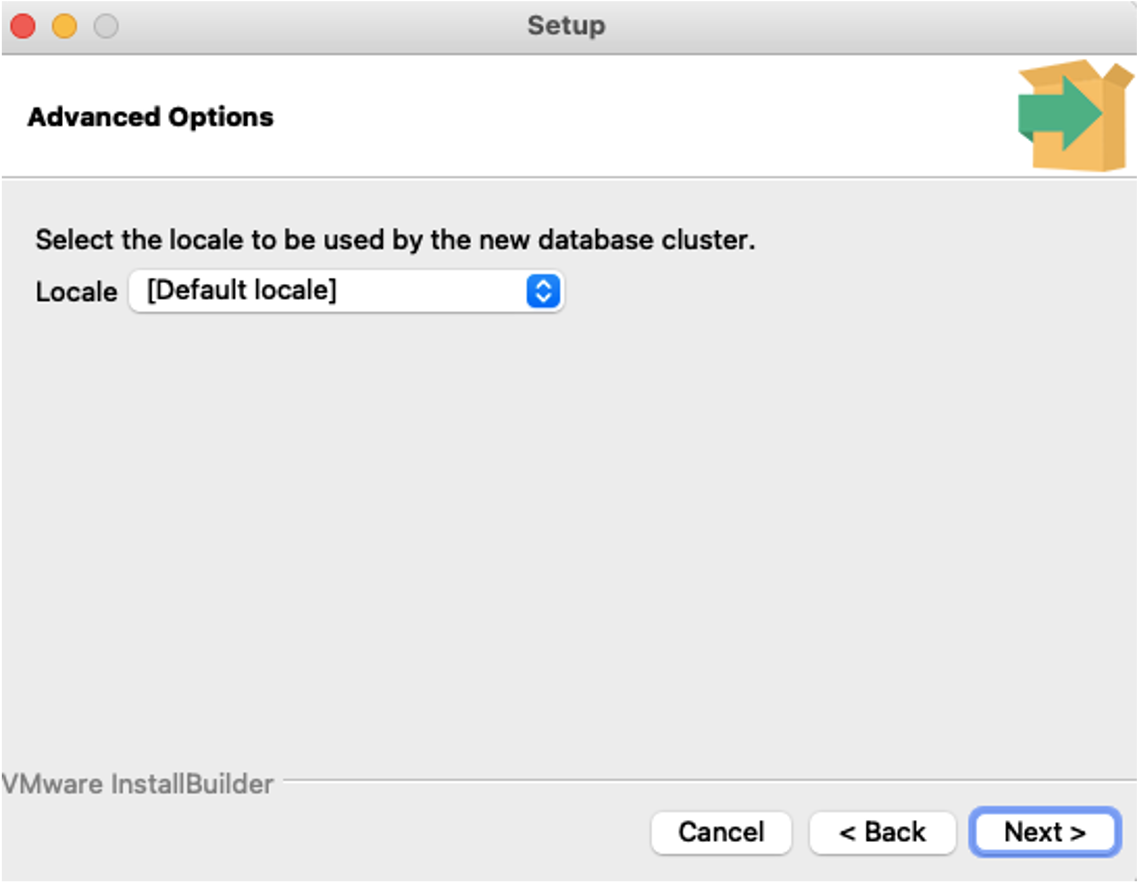 Setup
Advanced Options
Select the locale to be used by the new database cluster.
Locale [Default locale]
VMware InstallBuilder
Cancel < Back Next >